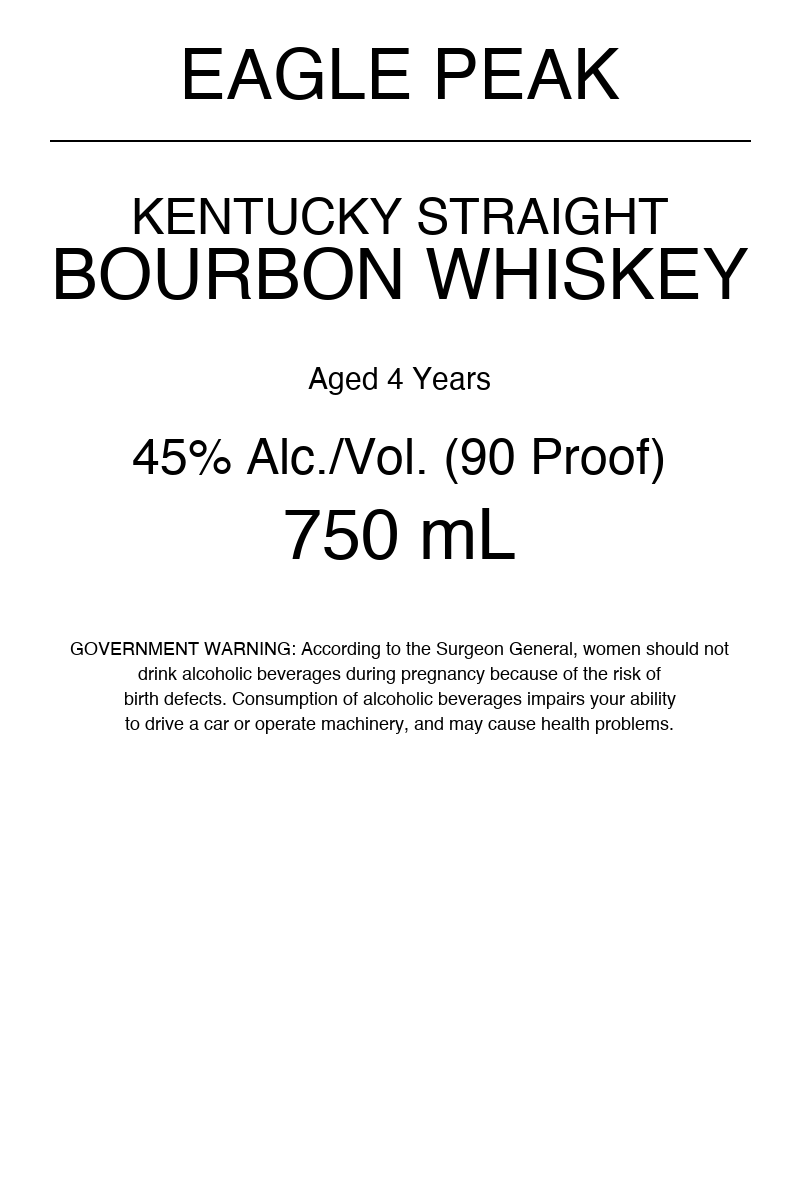 EAGLE PEAK
KENTUCKY STRAIGHT
BOURBON WHISKEY
Aged 4 Years
45% Alc./Vol. (90 Proof)
750 mL
GOVERNMENT WARNING: According to the Surgeon General, women should not
drink alcoholic beverages during pregnancy because of the risk of
birth defects. Consumption of alcoholic beverages impairs your ability
to drive a car or operate machinery, and may cause health problems.